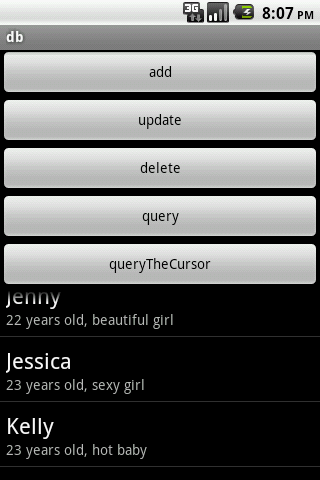 3G 8:07 PM
db
add
update
delete
query
queryTheCursor
Jenny
22 years old, beautiful girl
Jessica
23 years old, sexy girl
Kelly
23 years old, hot baby